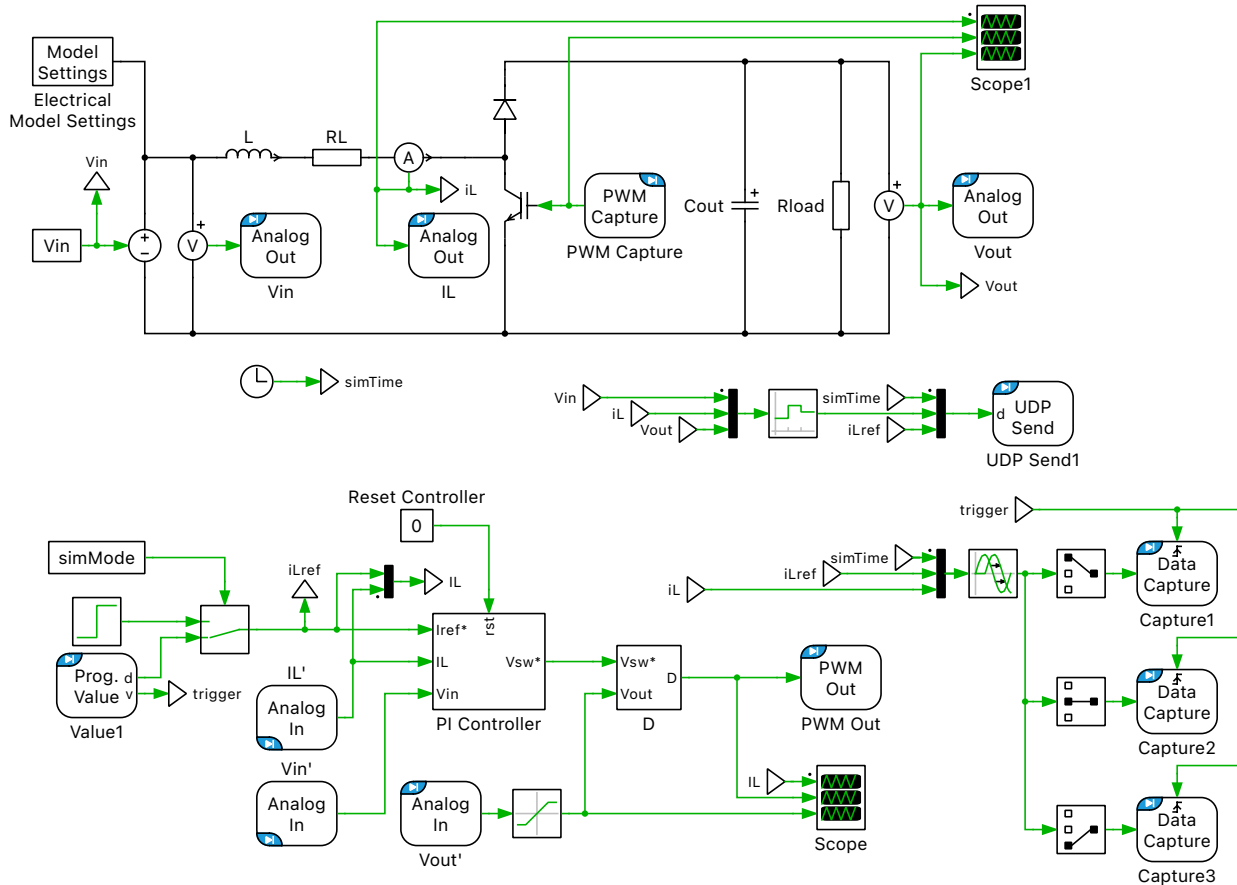 Model
Settings
Electrical
Model Settings
Scope1
L
RL
A
Vin
iL
PWM
Capture
PWM Capture
Cout
+
Rload
+
V
Analog
Out
Vout
Vout
Vin
+
−
+
V
Analog
Out
Vin
Analog
Out
IL
simTime
Vin
iL
Vout
simTime
iLref
d
UDP
Send
UDP Send1
Reset Controller
0
simMode
iLref
IL
Prog.
Value
d
v
Value1
trigger
IL'
Analog
In
Vin'
Analog
In
Iref*
IL
Vin
rst
Vsw*
PI Controller
Vsw*
Vout
D
D
PWM
Out
PWM Out
Analog
In
Vout'
IL
Scope
trigger
simTime
iLref
iL
Data
Capture
Capture1
Data
Capture
Capture2
Data
Capture
Capture3